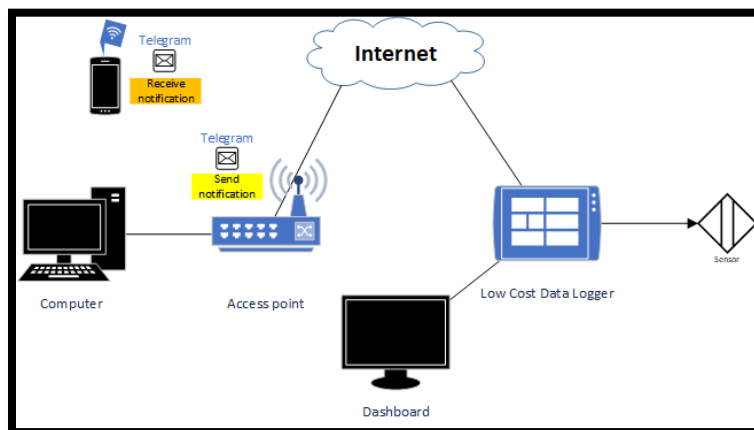 Internet
Telegram
Receive
notification
Telegram
Send
notification
Computer
Access point
Low Cost Data Logger
Sensor
Dashboard